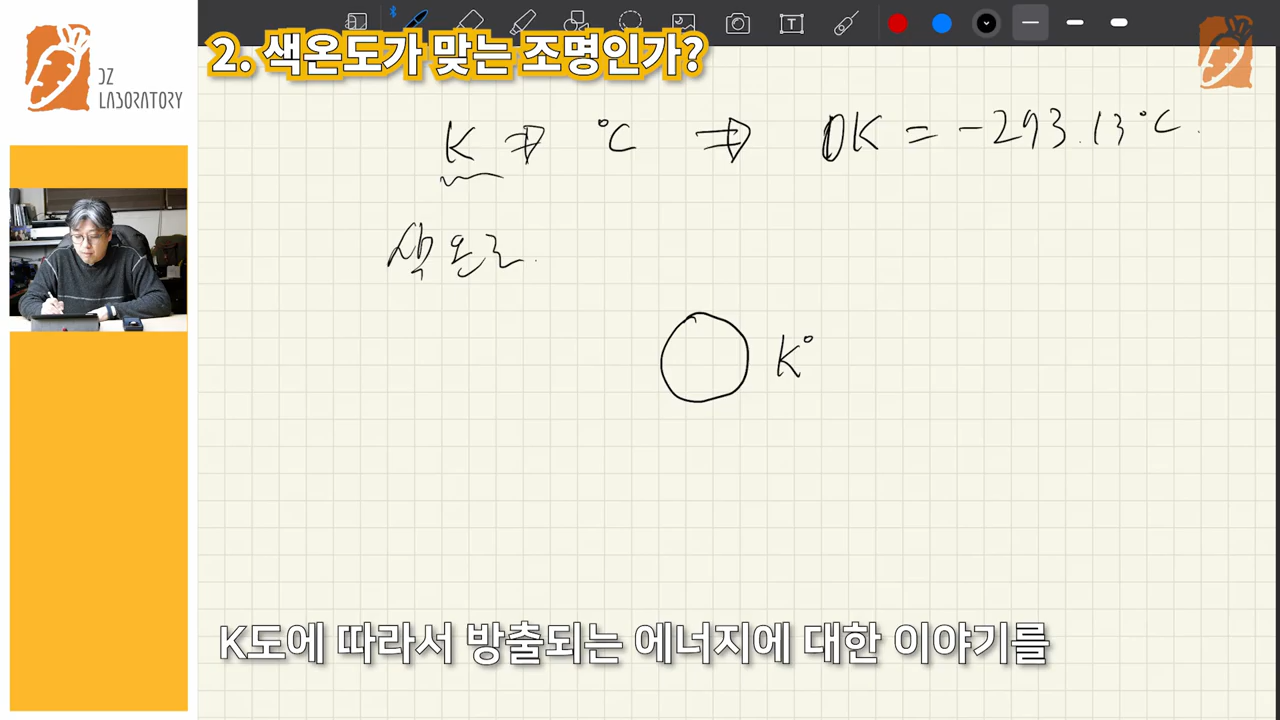 2. 색온도가 맞는 조명인가?
DZ
LABORATORY
K ⇒ °C ⇒ 0K = -293.13°C.
색온도.
K°
K도에 따라서 방출되는 에너지에 대한 이야기를